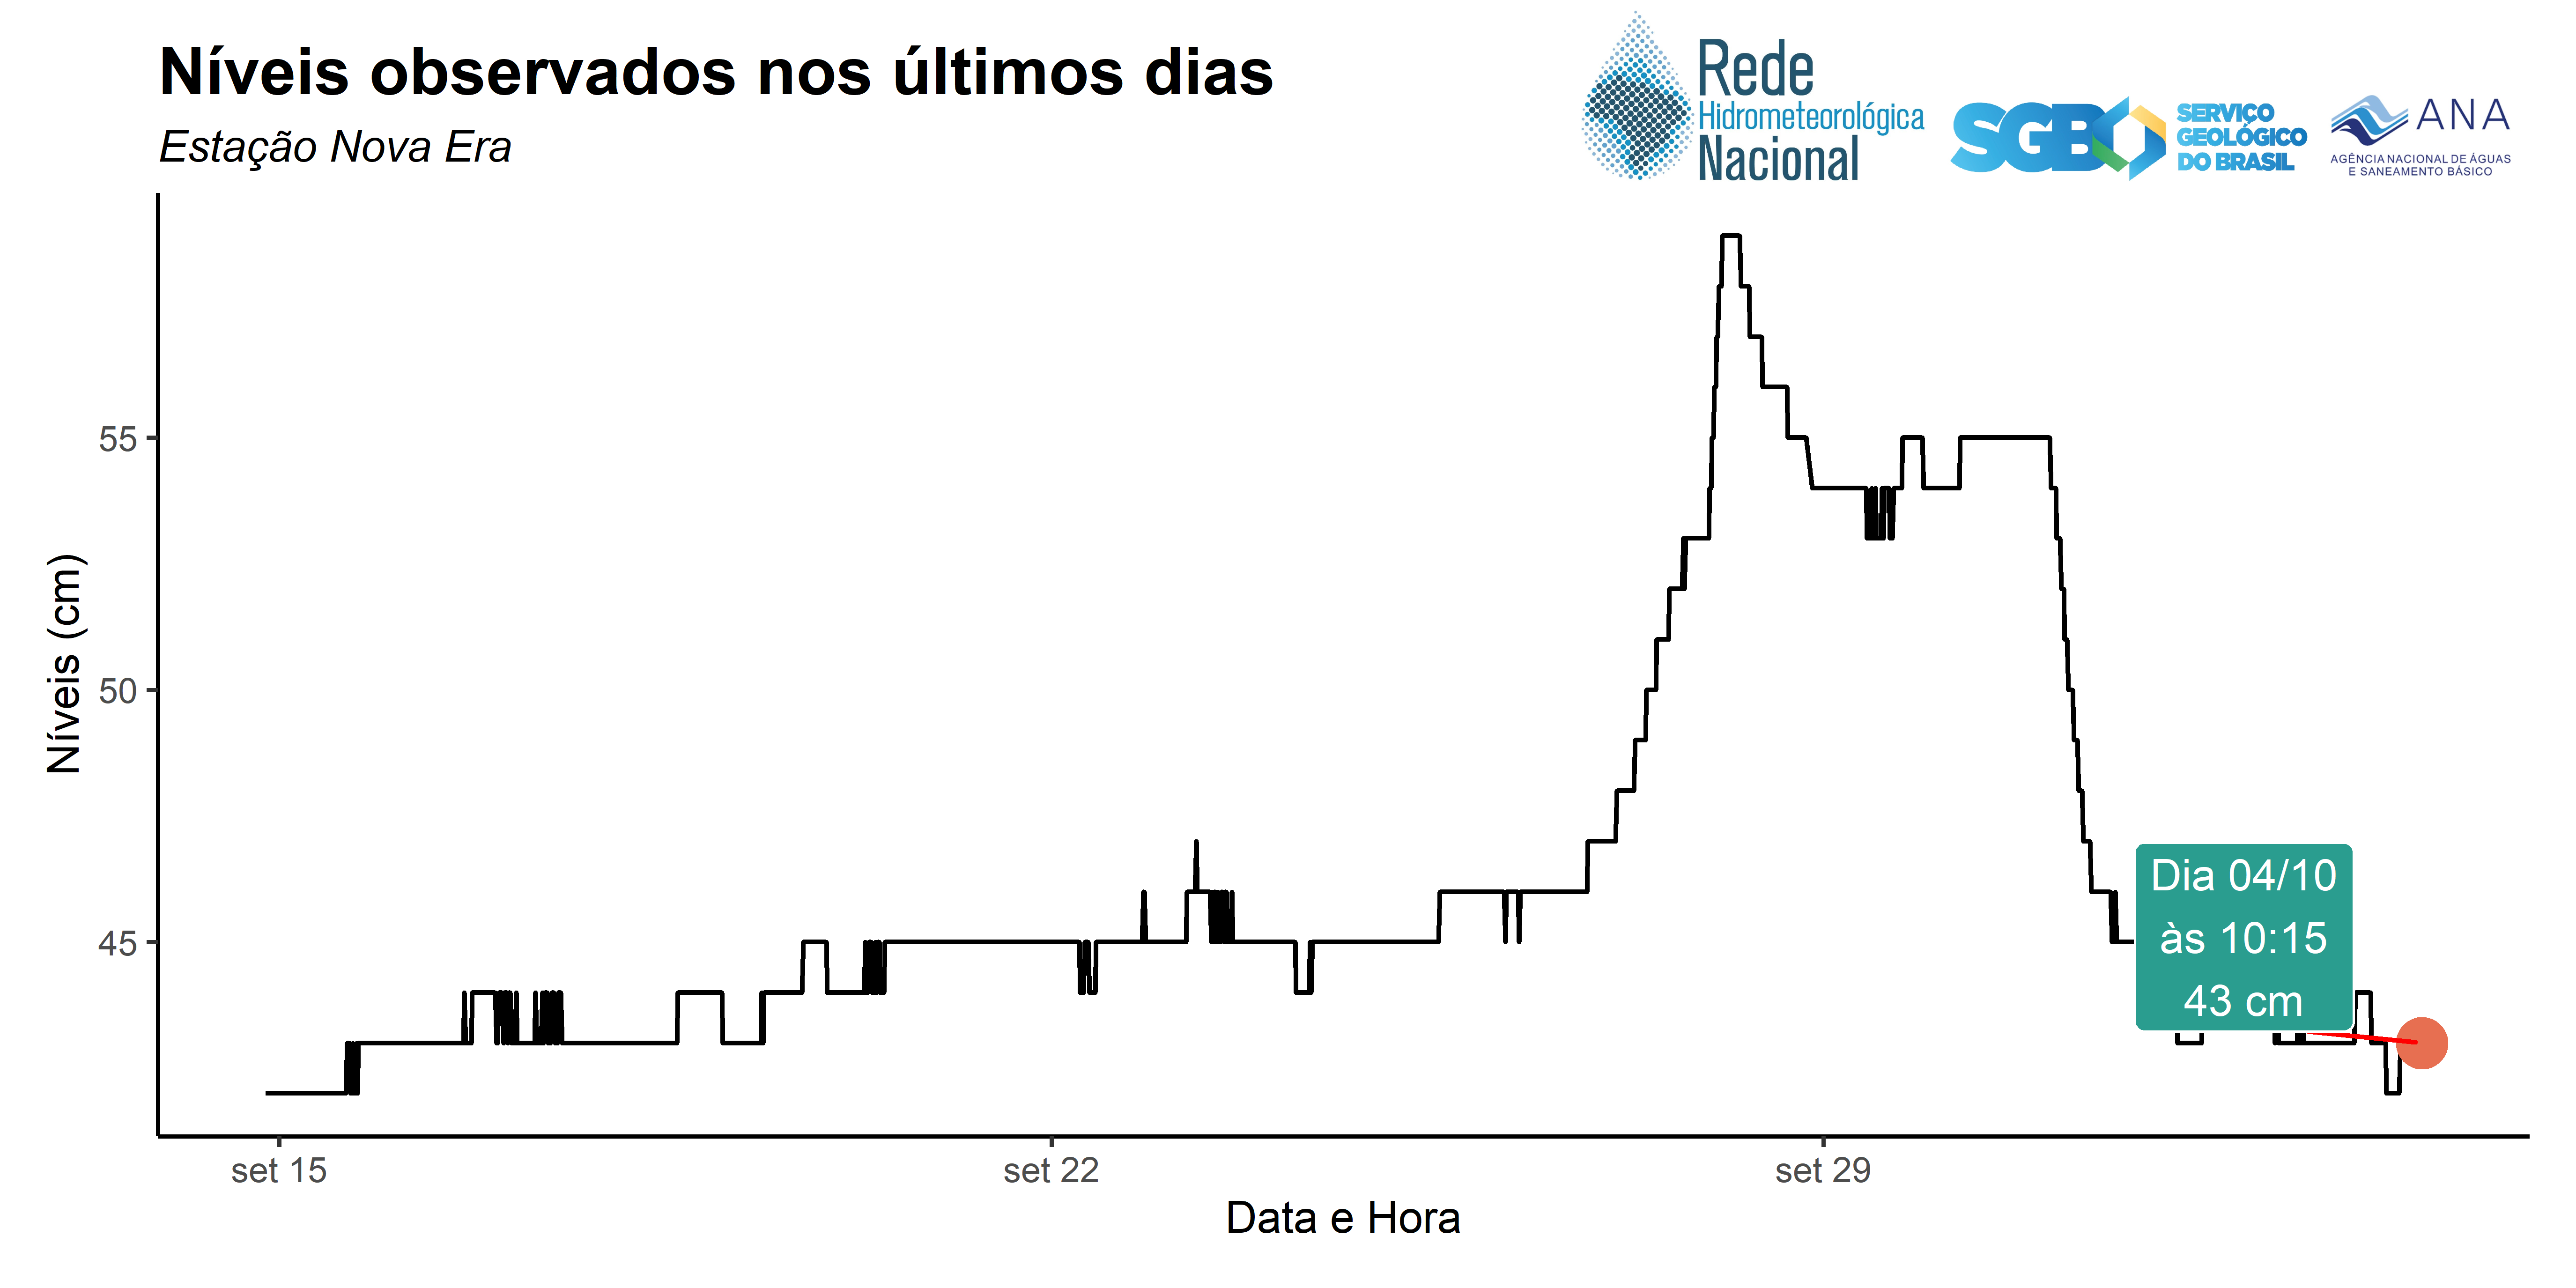 Níveis observados nos últimos dias
Estação Nova Era
Rede
Hidrometeorológica
Nacional
SGB
SERVIÇO
GEOLÓGICO
DO BRASIL
ANA
AGÊNCIA NACIONAL DE ÁGUAS
E SANEAMENTO BÁSICO
Níveis (cm)
55
50
45
Dia 04/10
às 10:15
43 cm
set 15
set 22
set 29
Data e Hora